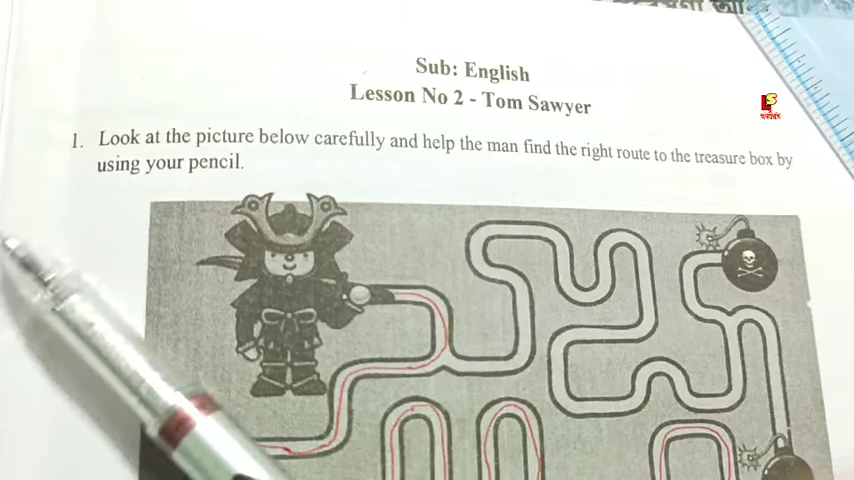 Sub: English
Lesson No 2 - Tom Sawyer
1. Look at the picture below carefully and help the man find the right route to the treasure box by
using your pencil.
LS